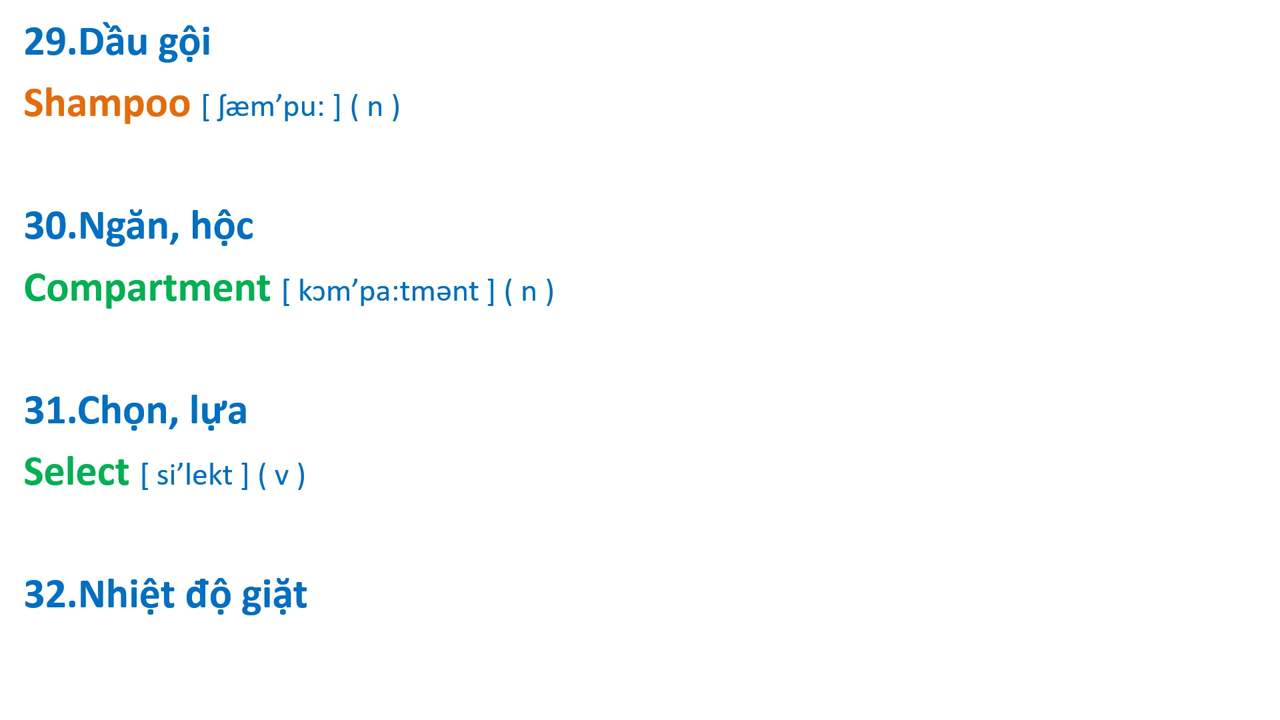 29.Dầu gội
Shampoo [ ʃæm’pu: ] ( n )
30.Ngăn, hộc
Compartment [ kɔm’pa:tmənt ] ( n )
31.Chọn, lựa
Select [ si’lekt ] ( v )
32.Nhiệt độ giặt